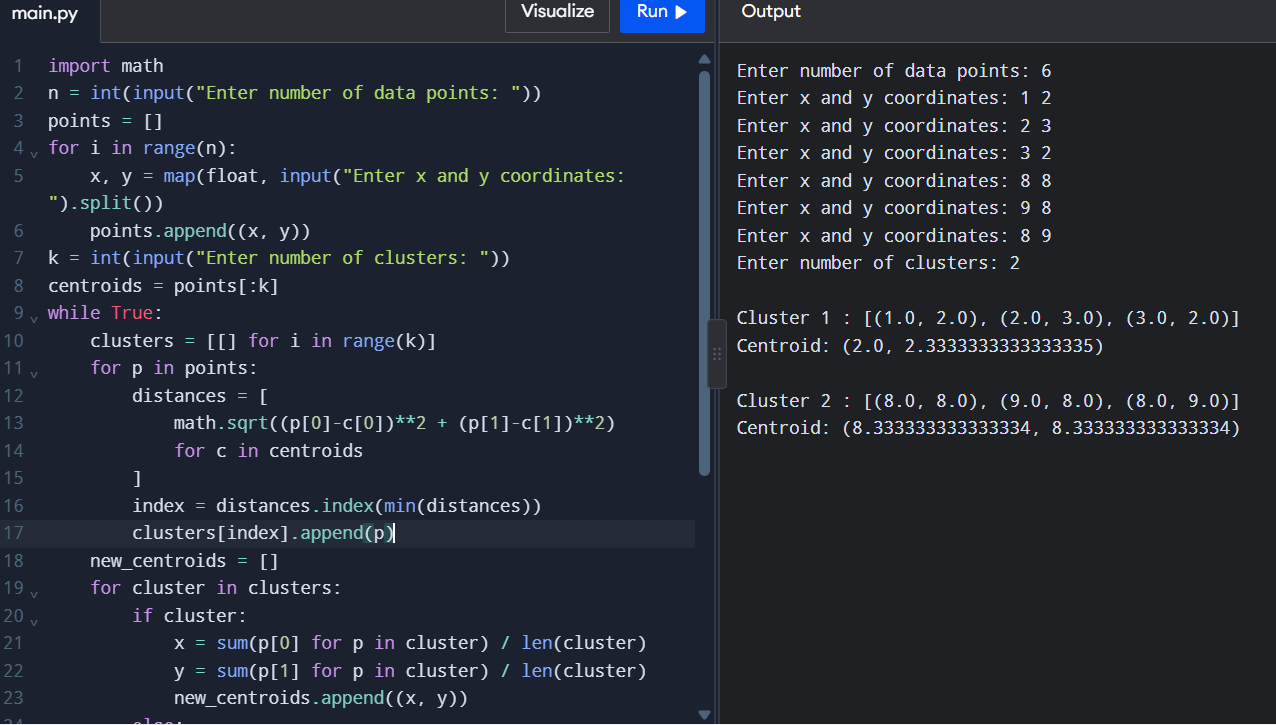 main.py
Visualize
Run
Output
1 import math
2 n = int(input("Enter number of data points: "))
3 points = []
4 for i in range(n):
5     x, y = map(float, input("Enter x and y coordinates:
").split())
6     points.append((x, y))
7 k = int(input("Enter number of clusters: "))
8 centroids = points[:k]
9 while True:
10     clusters = [[] for i in range(k)]
11     for p in points:
12         distances = [
13             math.sqrt((p[0]-c[0])**2 + (p[1]-c[1])**2)
14             for c in centroids
15         ]
16         index = distances.index(min(distances))
17         clusters[index].append(p)
18     new_centroids = []
19     for cluster in clusters:
20         if cluster:
21             x = sum(p[0] for p in cluster) / len(cluster)
22             y = sum(p[1] for p in cluster) / len(cluster)
23             new_centroids.append((x, y))
24         else:
Enter number of data points: 6
Enter x and y coordinates: 1 2
Enter x and y coordinates: 2 3
Enter x and y coordinates: 3 2
Enter x and y coordinates: 8 8
Enter x and y coordinates: 9 8
Enter x and y coordinates: 8 9
Enter number of clusters: 2
Cluster 1 : [(1.0, 2.0), (2.0, 3.0), (3.0, 2.0)]
Centroid: (2.0, 2.3333333333333335)
Cluster 2 : [(8.0, 8.0), (9.0, 8.0), (8.0, 9.0)]
Centroid: (8.333333333333334, 8.333333333333334)